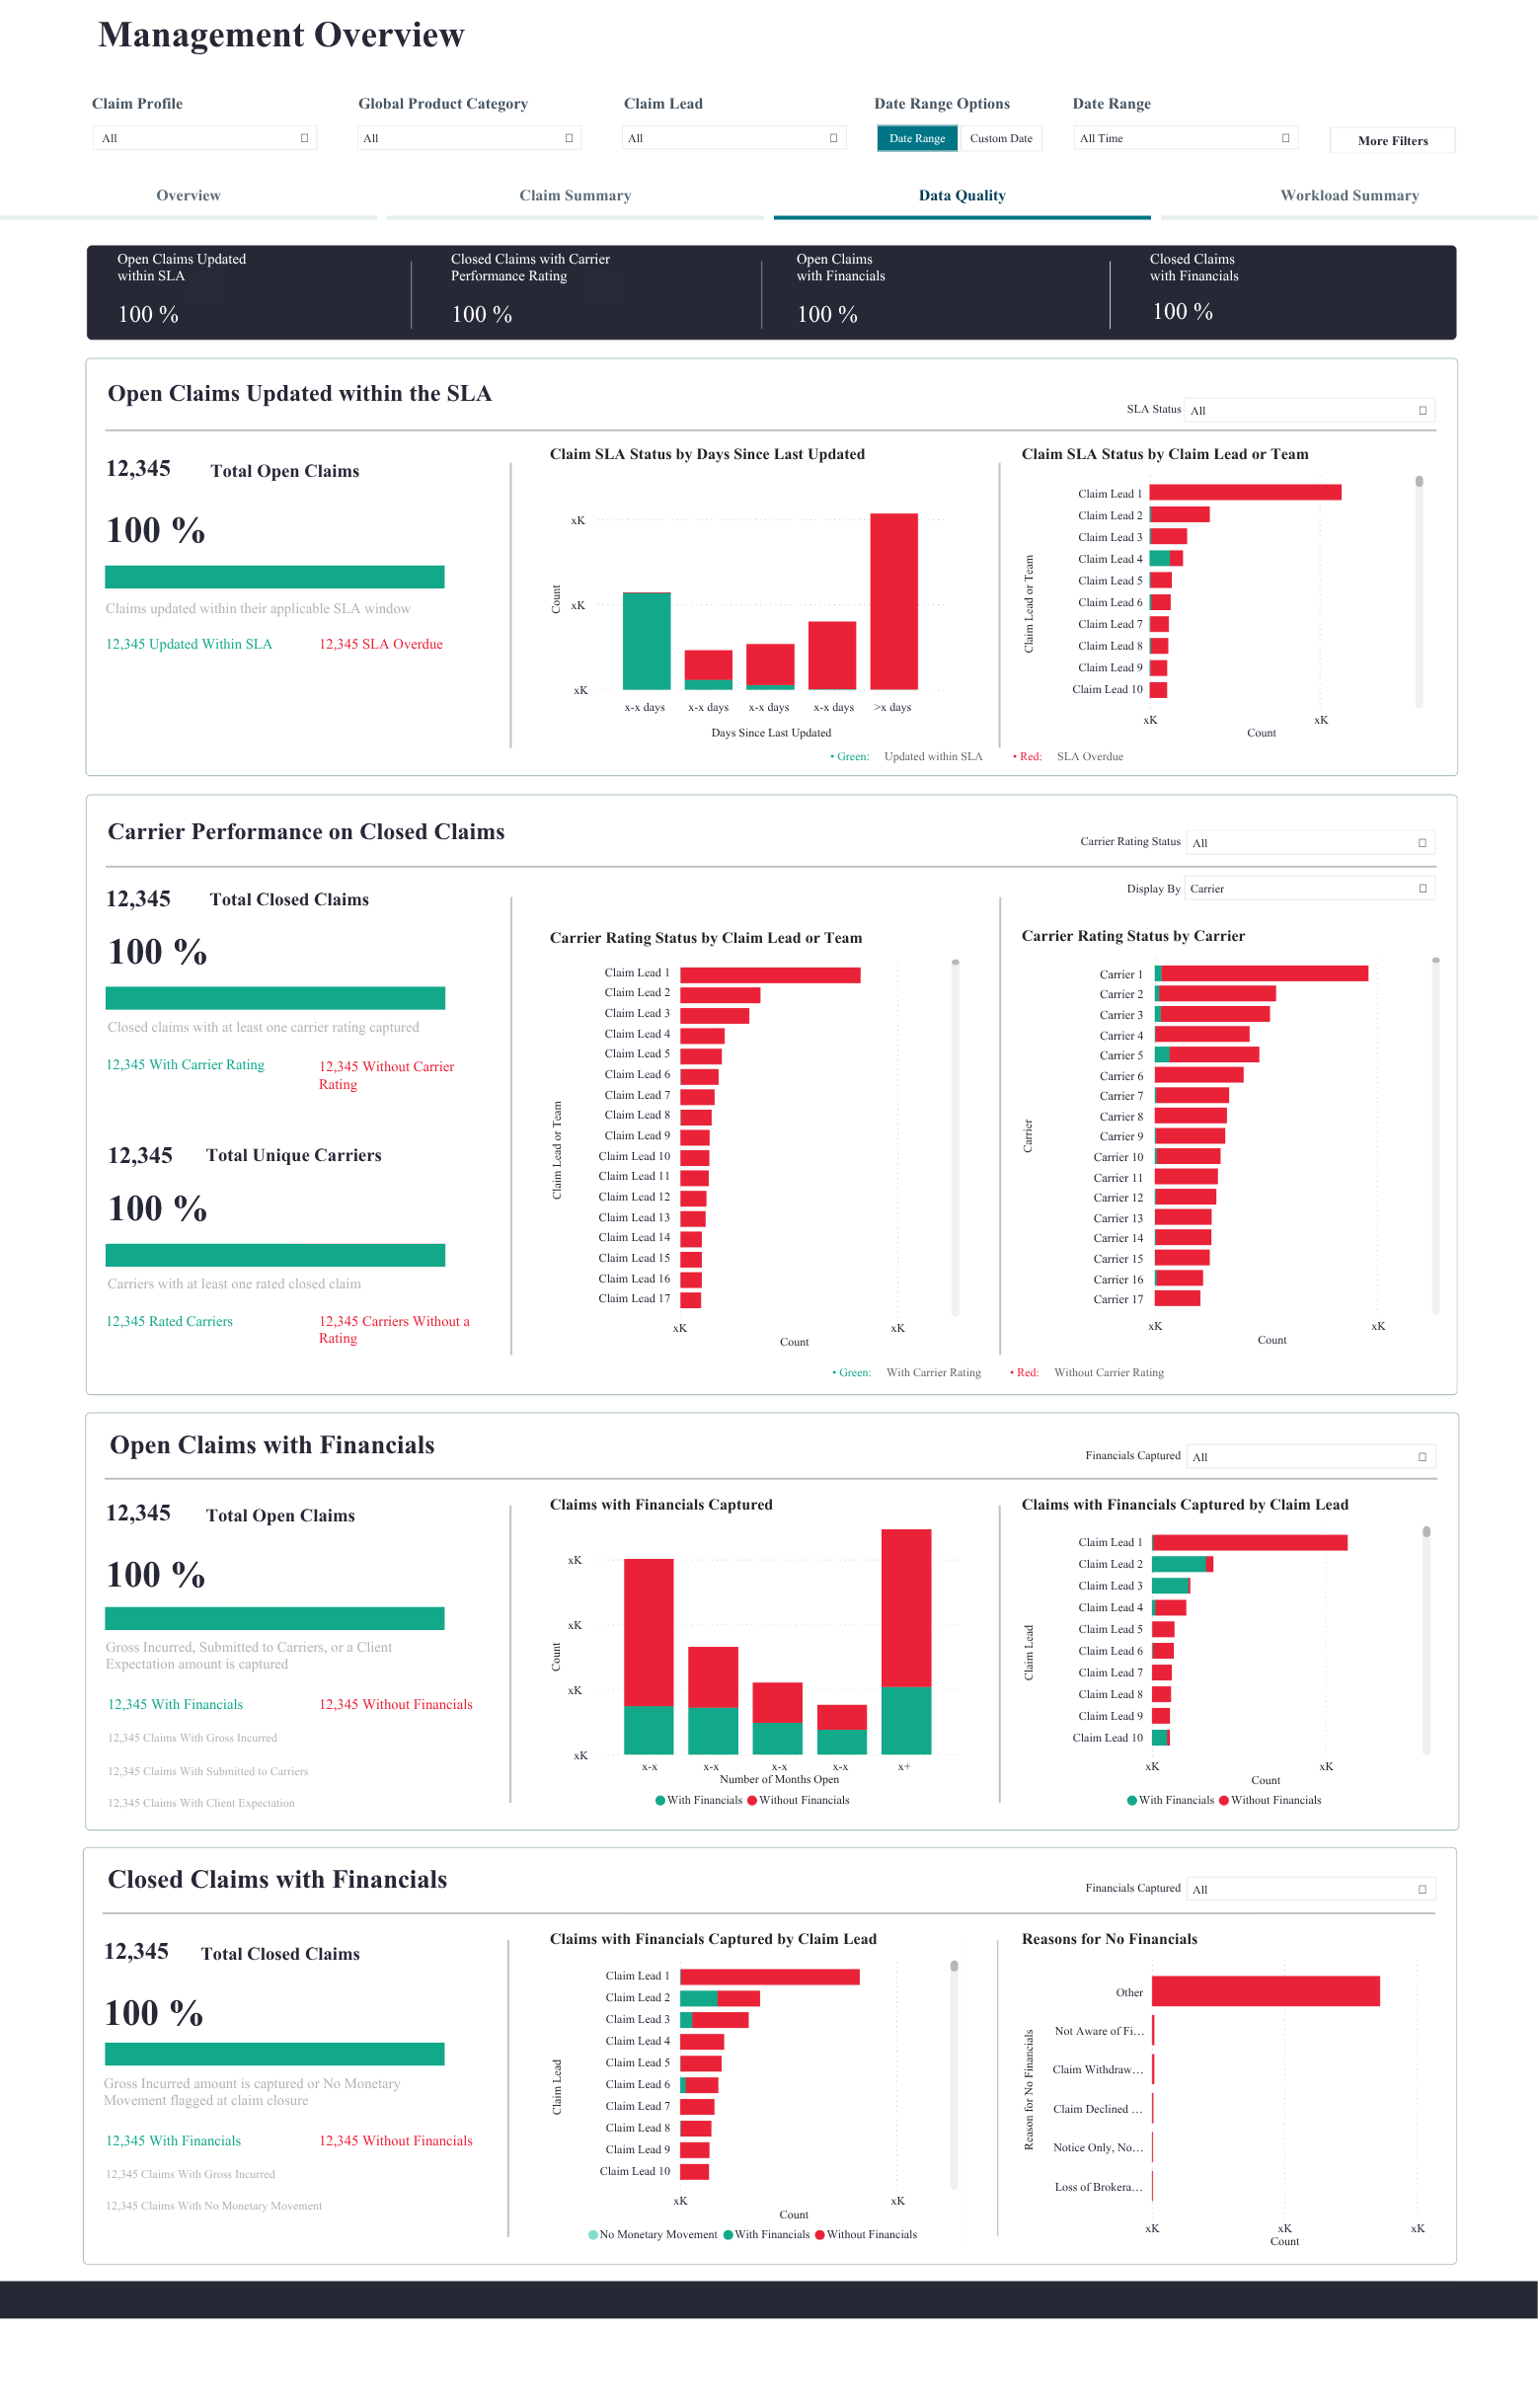 Management Overview
Claim Profile
Global Product Category
Claim Lead
Date Range Options
Date Range
All
All
All
Date Range
Custom Date
All Time
More Filters
Overview
Claim Summary
Data Quality
Workload Summary
Open Claims Updated
within SLA
100 %
Closed Claims with Carrier
Performance Rating
100 %
Open Claims
with Financials
100 %
Closed Claims
with Financials
100 %
Open Claims Updated within the SLA
SLA Status
All
12,345 Total Open Claims
100 %
Claims updated within their applicable SLA window
12,345 Updated Within SLA
12,345 SLA Overdue
Claim SLA Status by Days Since Last Updated
Count
xK
xK
xK
x-x days
x-x days
x-x days
x-x days
>x days
Days Since Last Updated
Claim SLA Status by Claim Lead or Team
Claim Lead or Team
Claim Lead 1
Claim Lead 2
Claim Lead 3
Claim Lead 4
Claim Lead 5
Claim Lead 6
Claim Lead 7
Claim Lead 8
Claim Lead 9
Claim Lead 10
xK
xK
Count
• Green: Updated within SLA
• Red: SLA Overdue
Carrier Performance on Closed Claims
Carrier Rating Status
All
Display By
Carrier
12,345 Total Closed Claims
100 %
Closed claims with at least one carrier rating captured
12,345 With Carrier Rating
12,345 Without Carrier
Rating
12,345 Total Unique Carriers
100 %
Carriers with at least one rated closed claim
12,345 Rated Carriers
12,345 Carriers Without a
Rating
Carrier Rating Status by Claim Lead or Team
Claim Lead or Team
Claim Lead 1
Claim Lead 2
Claim Lead 3
Claim Lead 4
Claim Lead 5
Claim Lead 6
Claim Lead 7
Claim Lead 8
Claim Lead 9
Claim Lead 10
Claim Lead 11
Claim Lead 12
Claim Lead 13
Claim Lead 14
Claim Lead 15
Claim Lead 16
Claim Lead 17
xK
xK
Count
Carrier Rating Status by Carrier
Carrier
Carrier 1
Carrier 2
Carrier 3
Carrier 4
Carrier 5
Carrier 6
Carrier 7
Carrier 8
Carrier 9
Carrier 10
Carrier 11
Carrier 12
Carrier 13
Carrier 14
Carrier 15
Carrier 16
Carrier 17
xK
xK
Count
• Green: With Carrier Rating
• Red: Without Carrier Rating
Open Claims with Financials
Financials Captured
All
12,345 Total Open Claims
100 %
Gross Incurred, Submitted to Carriers, or a Client
Expectation amount is captured
12,345 With Financials
12,345 Without Financials
12,345 Claims With Gross Incurred
12,345 Claims With Submitted to Carriers
12,345 Claims With Client Expectation
Claims with Financials Captured
Count
xK
xK
xK
xK
x-x
x-x
x-x
x-x
x+
Number of Months Open
With Financials
Without Financials
Claims with Financials Captured by Claim Lead
Claim Lead
Claim Lead 1
Claim Lead 2
Claim Lead 3
Claim Lead 4
Claim Lead 5
Claim Lead 6
Claim Lead 7
Claim Lead 8
Claim Lead 9
Claim Lead 10
xK
xK
Count
With Financials
Without Financials
Closed Claims with Financials
Financials Captured
All
12,345 Total Closed Claims
100 %
Gross Incurred amount is captured or No Monetary
Movement flagged at claim closure
12,345 With Financials
12,345 Without Financials
12,345 Claims With Gross Incurred
12,345 Claims With No Monetary Movement
Claims with Financials Captured by Claim Lead
Claim Lead
Claim Lead 1
Claim Lead 2
Claim Lead 3
Claim Lead 4
Claim Lead 5
Claim Lead 6
Claim Lead 7
Claim Lead 8
Claim Lead 9
Claim Lead 10
xK
xK
Count
No Monetary Movement
With Financials
Without Financials
Reasons for No Financials
Reason for No Financials
Other
Not Aware of Fi…
Claim Withdraw…
Claim Declined …
Notice Only, No…
Loss of Brokera…
xK
xK
xK
Count